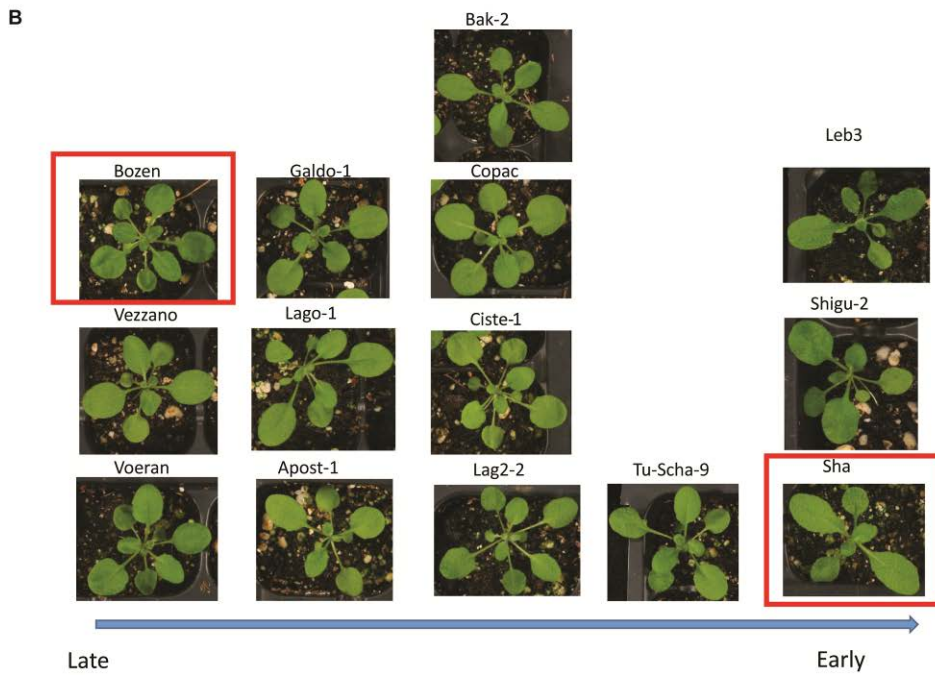 B
Bak-2
Leb3
Bozen
Galdo-1
Copac
Vezzano
Lago-1
Ciste-1
Shigu-2
Voeran
Apost-1
Lag2-2
Tu-Scha-9
Sha
Late
Early